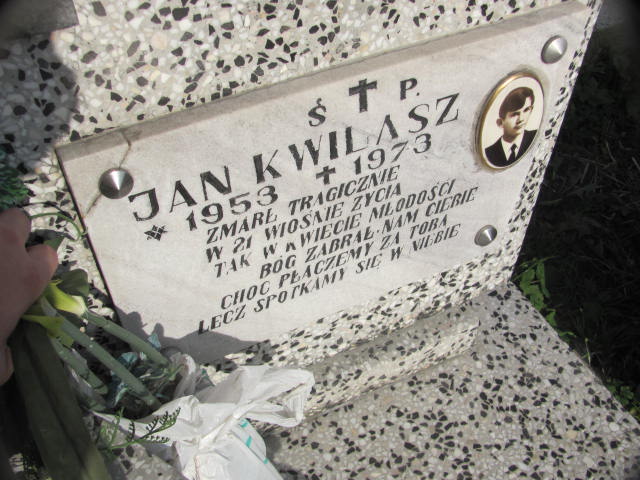 Ś † P.
JAN KWILASZ
* 1953 † 1973
ZMARŁ TRAGICZNIE
W 21 WIOŚNIE ŻYCIA
TAK W KWIECIE MŁODOŚCI
BÓG ZABRAŁ NAM CIEBIE
CHOC PŁACZEMY ZA TOBĄ
LECZ SPOTKAMY SIĘ W NIEBIE